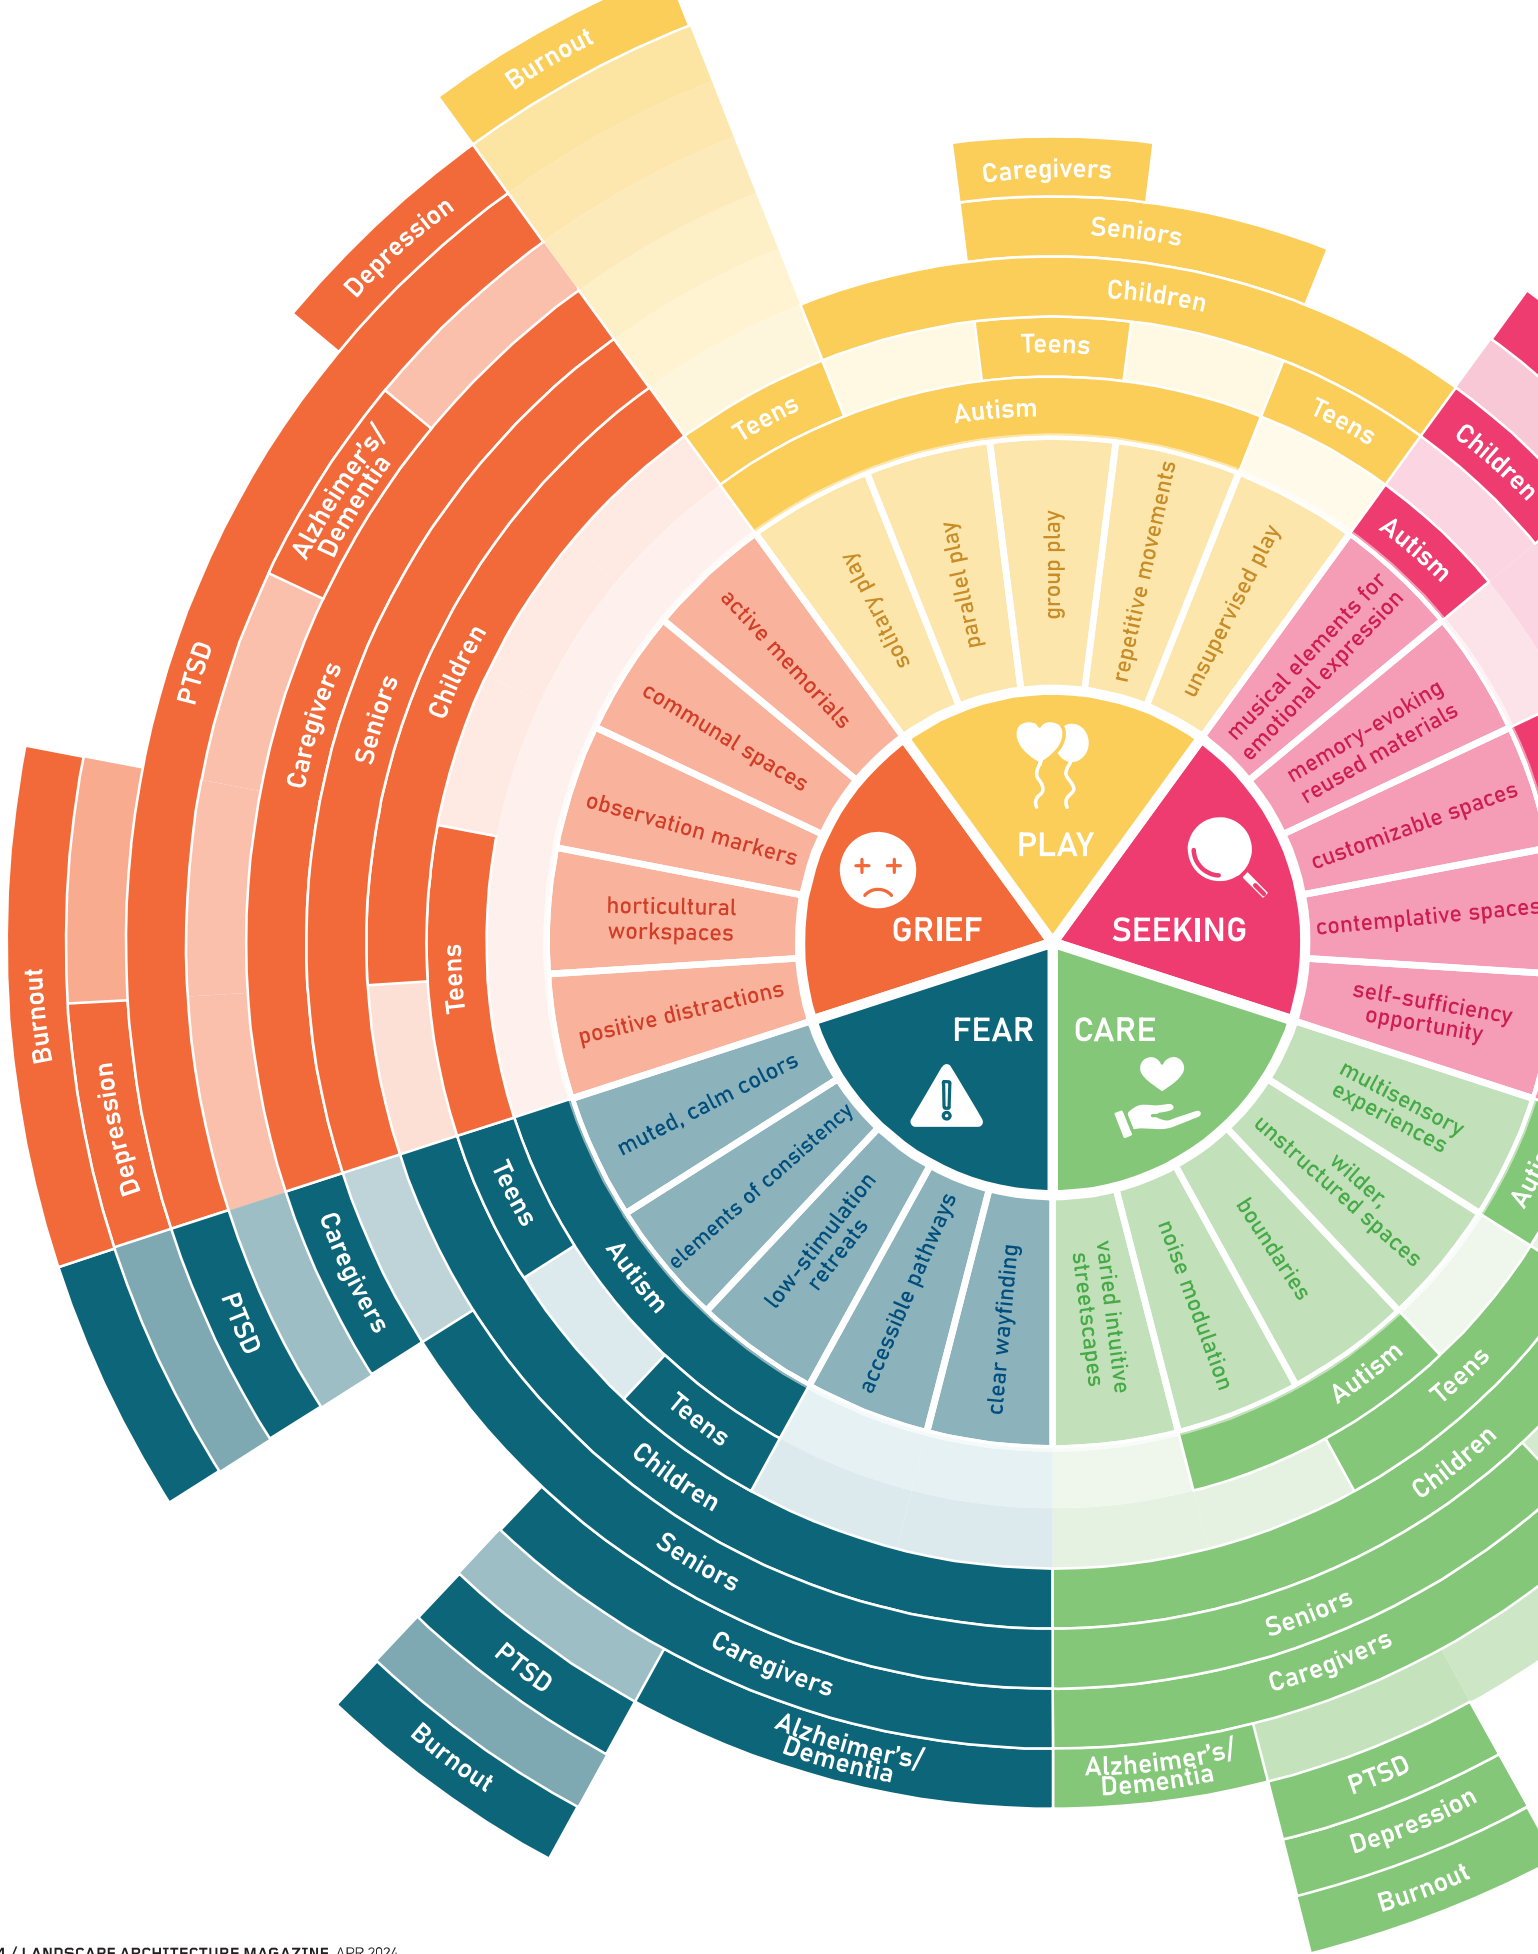 Burnout
Caregivers
Seniors
Children
Teens
Autism
Teens
Teens
solitary play
parallel play
group play
repetitive movements
unsupervised play
PLAY
Depression
PTSD
Alzheimer's/
Dementia
Caregivers
Seniors
Children
Teens
Burnout
Depression
active memorials
communal spaces
observation markers
horticultural
workspaces
positive distractions
GRIEF
Children
Autism
musical elements for
emotional expression
memory-evoking
reused materials
customizable spaces
contemplative spaces
self-sufficiency
opportunity
SEEKING
FEAR
muted, calm colors
elements of consistency
low-stimulation
retreats
accessible pathways
clear wayfinding
Teens
Autism
Caregivers
PTSD
Teens
Children
Seniors
Caregivers
Alzheimer's/
Dementia
PTSD
Burnout
CARE
multisensory
experiences
wilder,
unstructured spaces
boundaries
noise modulation
varied intuitive
streetscapes
Autism
Teens
Children
Seniors
Caregivers
Alzheimer's/
Dementia
PTSD
Depression
Burnout
/ LANDSCAPE ARCHITECTURE MAGAZINE APR 2024